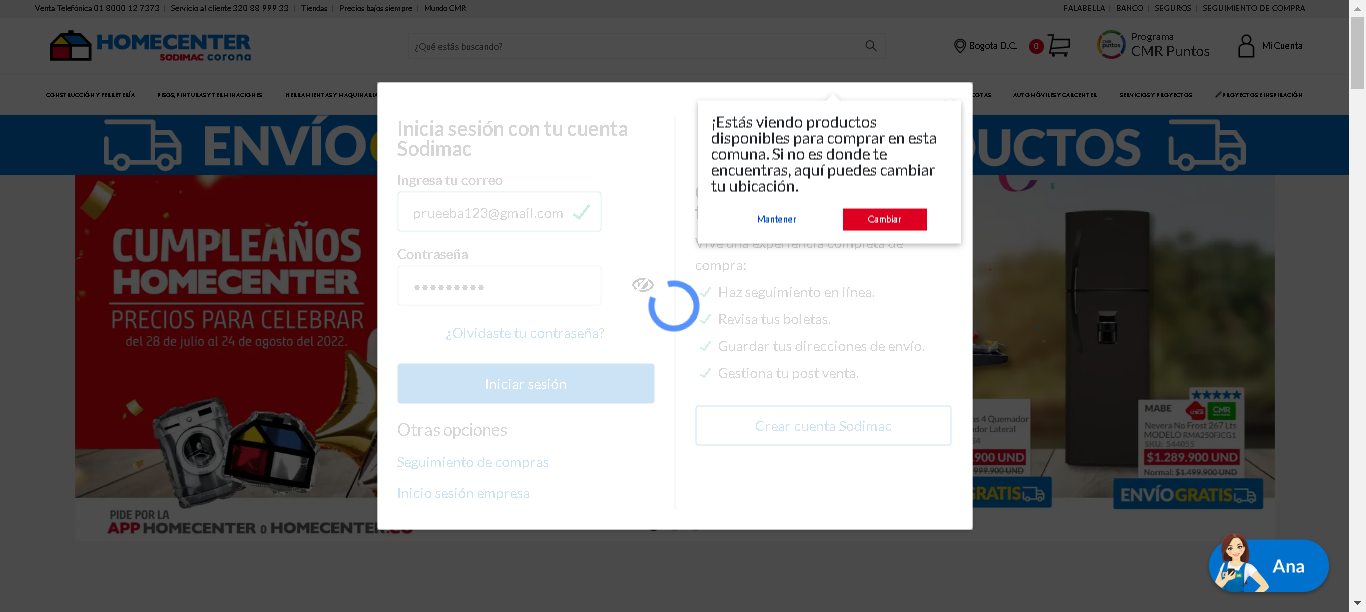 Venta Telefónica 01 8000 12 7373 | Servicio al cliente 320 88 999 33 | Tiendas | Precios bajos siempre | Mundo CMR
FALABELLA | BANCO | SEGUROS | SEGUIMIENTO DE COMPRA
HOMECENTER
SODIMAC corona
¿Qué estás buscando?
Bogota D.C.
0
Programa
CMR Puntos
Mi Cuenta
CONSTRUCCIÓN Y FERRETERÍA
PISOS, PINTURAS Y TERMINACIONES
HERRAMIENTAS Y MAQUINARIA
AUTOMÓVILES Y CARCENTER
SERVICIOS Y PROYECTOS
PROYECTOS E INSPIRACIÓN
ENVÍO
DUCTOS
Inicia sesión con tu cuenta
Sodimac
Ingresa tu correo
prueeba123@gmail.com
Contraseña
¿Olvidaste tu contraseña?
Iniciar sesión
Otras opciones
Seguimiento de compras
Inicio sesión empresa
¡Estás viendo productos
disponibles para comprar en esta
comuna. Si no es donde te
encuentras, aquí puedes cambiar
tu ubicación.
Mantener
Cambiar
Vive una experiencia completa de
compra:
Haz seguimiento en línea.
Revisa tus boletas.
Guardar tus direcciones de envío.
Gestiona tu post venta.
Crear cuenta Sodimac
CUMPLEAÑOS
HOMECENTER
PRECIOS PARA CELEBRAR
del 28 de julio al 24 de agosto del 2022.
PIDE POR LA
APP HOMECENTER o HOMECENTER.CO
4 Quemador
Lateral
UND
GRATIS
MABE
CMR
Nevera No Frost 267 Lts
MODELO RMA250FJCG1
SKU: 544055
$1.289.900 UND
Normal: $1.499.900 UND
ENVÍO GRATIS
Ana